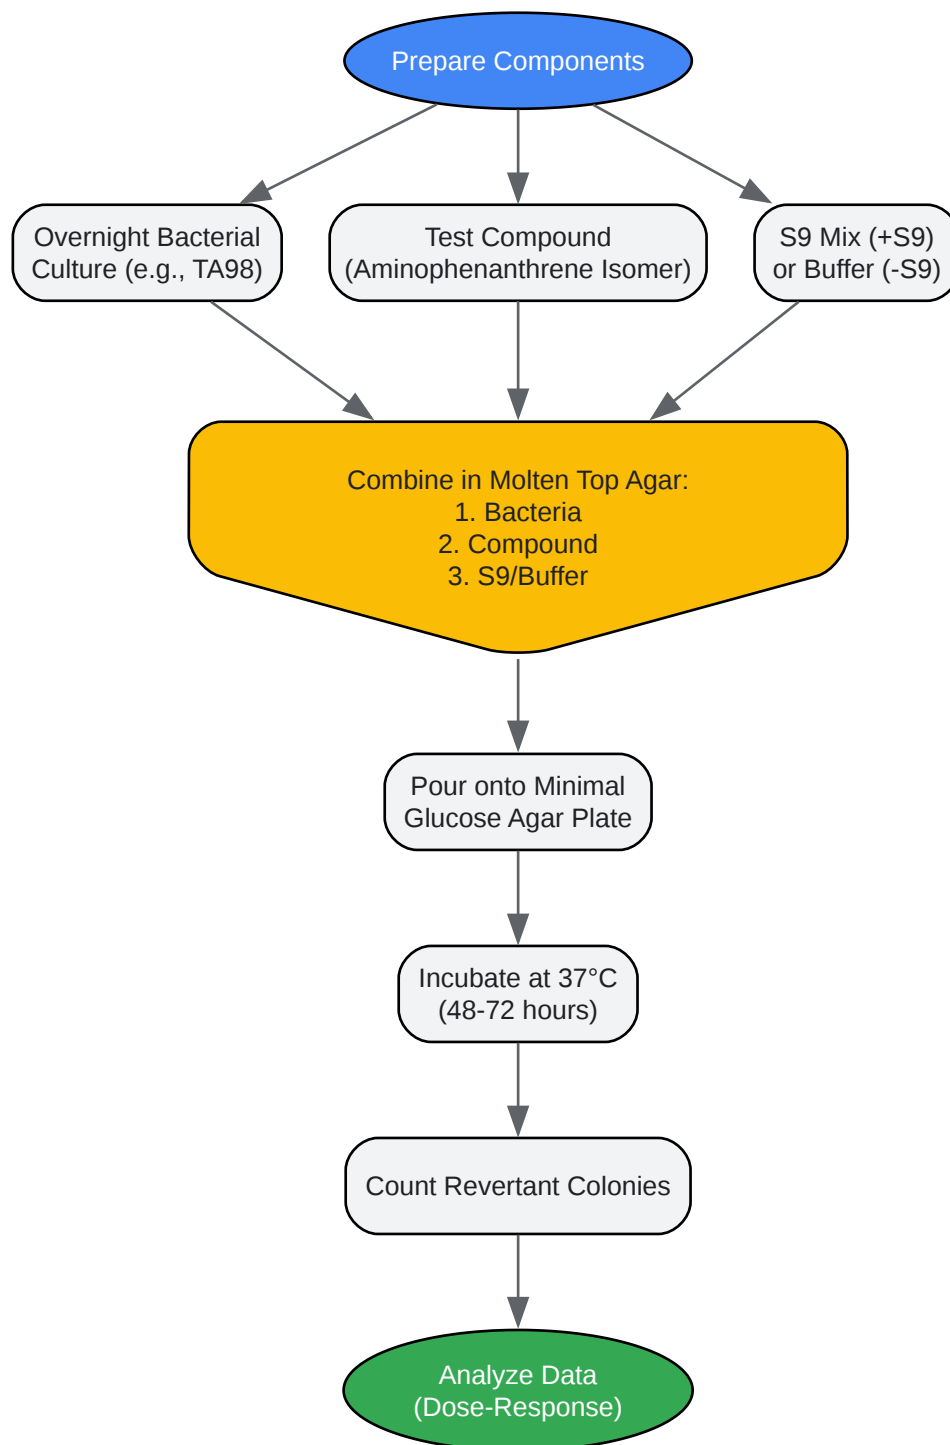 Prepare Components
Overnight Bacterial
Culture (e.g., TA98)
Test Compound
(Aminophenanthrene Isomer)
S9 Mix (+S9)
or Buffer (-S9)
Combine in Molten Top Agar:
1. Bacteria
2. Compound
3. S9/Buffer
Pour onto Minimal
Glucose Agar Plate
Incubate at 37°C
(48-72 hours)
Count Revertant Colonies
Analyze Data
(Dose-Response)